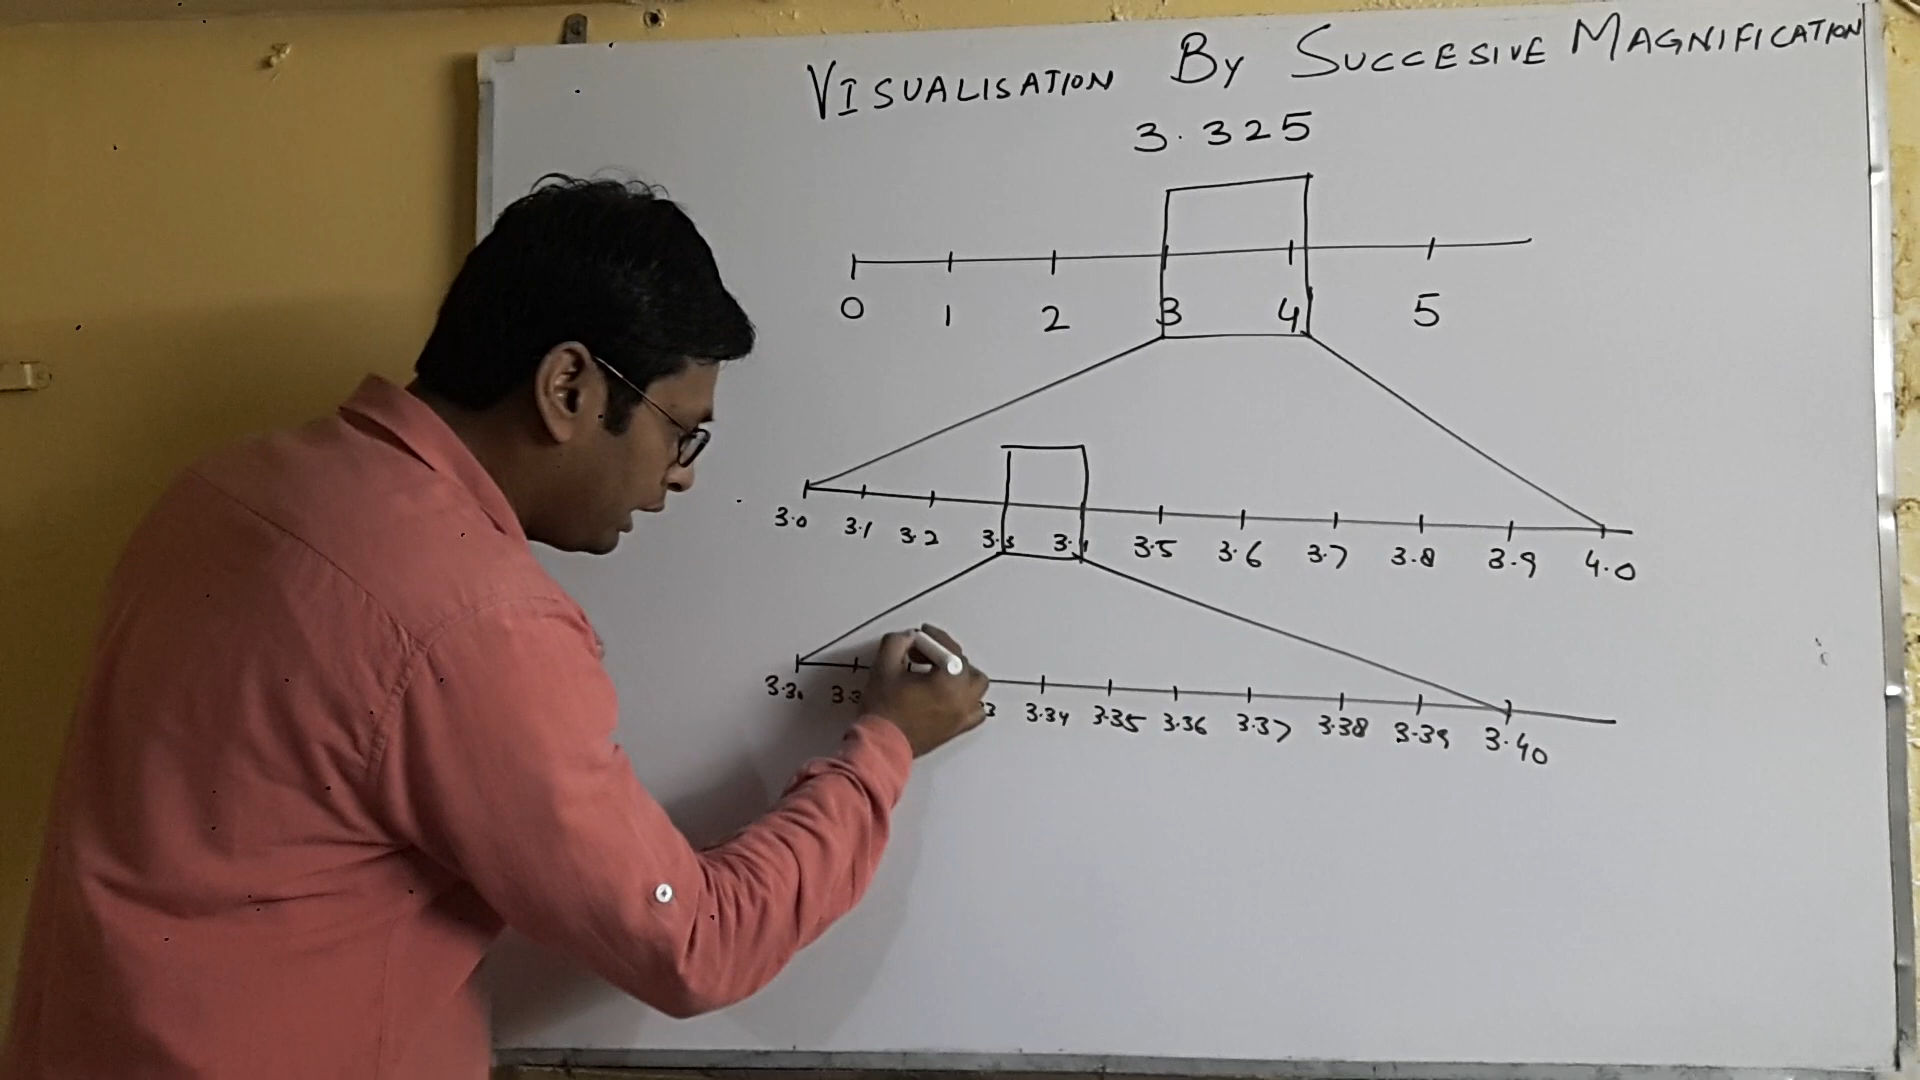 VISUALISATION BY SUCCESIVE MAGNIFICATION
3.325
0 1 2 3 4 5
3.0 3.1 3.2 3.3 3.5 3.6 3.7 3.8 3.9 4.0
3.34 3.35 3.36 3.37 3.38 3.39 3.40